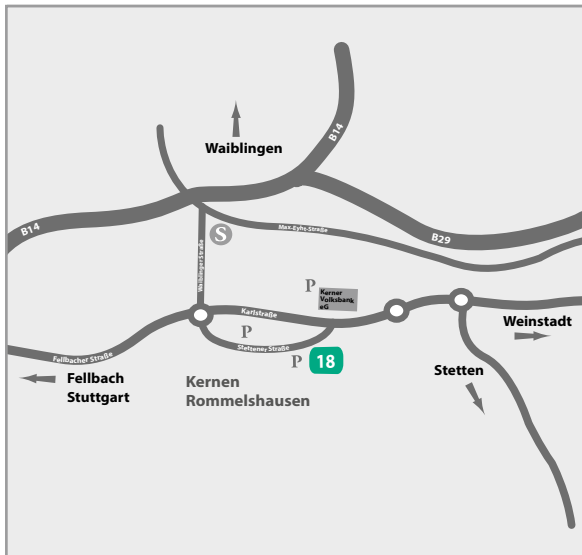 B14
Waiblingen
B14
Max-Eyht-Straße
B29
S
Waiblinger Straße
P
Kerner
Volksbank
eG
Karlstraße
P
Weinstadt
Stettener Straße
Fellbacher Straße
P
18
Stetten
Fellbach
Stuttgart
Kernen
Rommelshausen